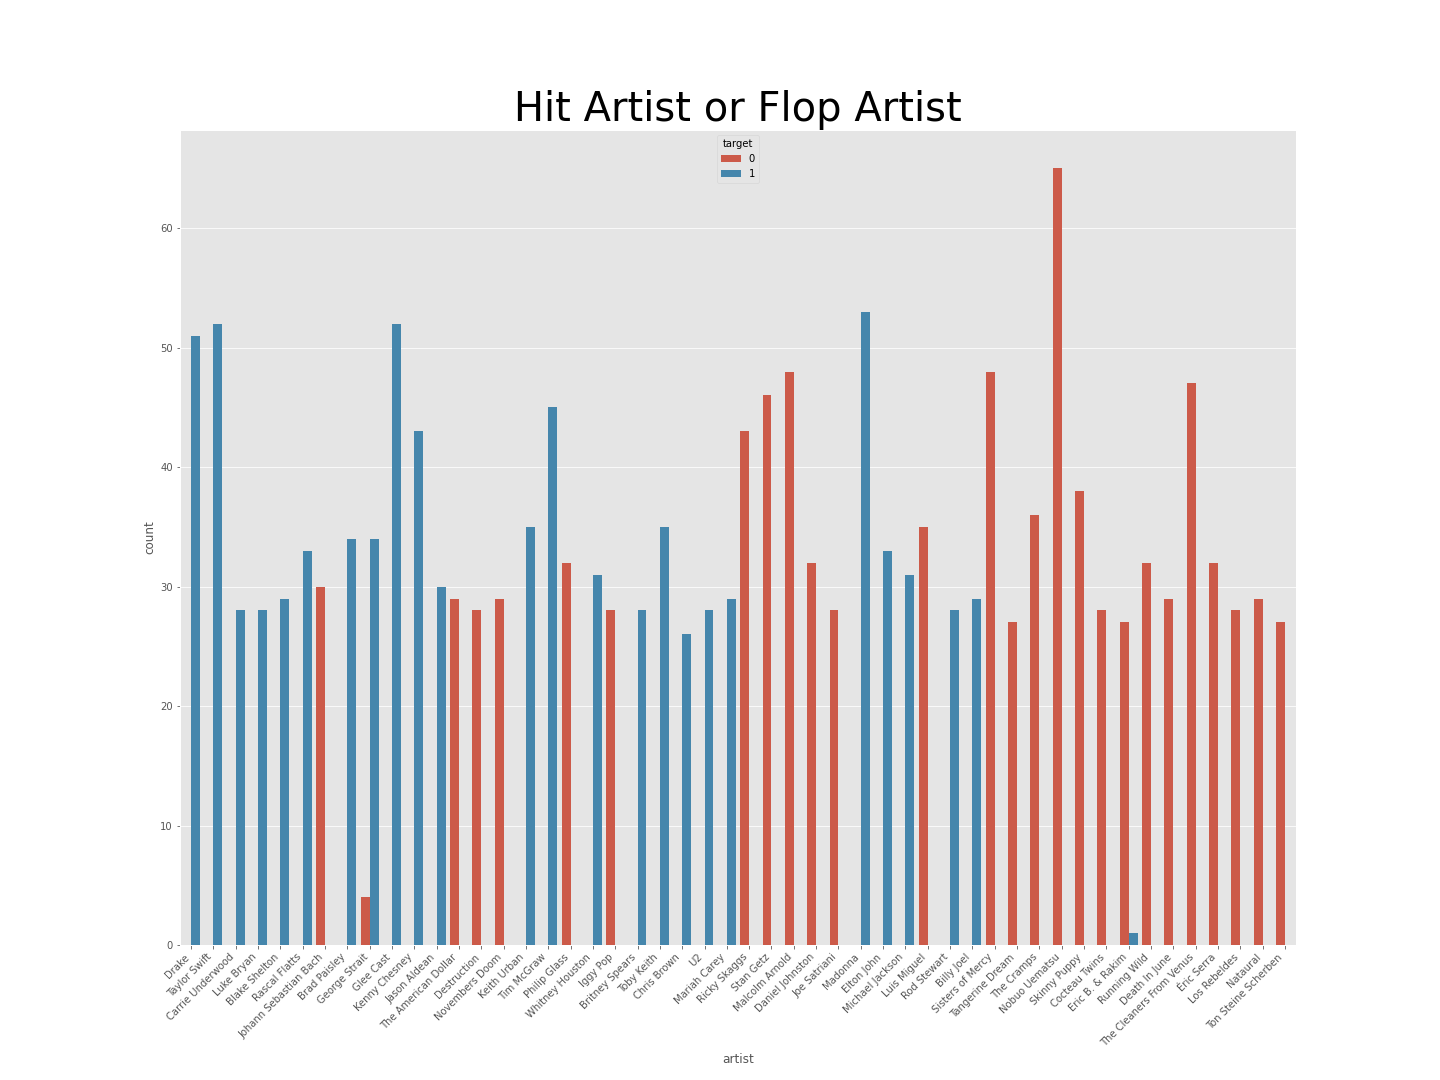 Hit Artist or Flop Artist
target
0
1
60
50
40
30
20
10
0
count
Drake
Taylor Swift
Carrie Underwood
Luke Bryan
Blake Shelton
Rascal Flatts
Johann Sebastian Bach
Brad Paisley
George Strait
Glee Cast
Kenny Chesney
Jason Aldean
The American Dollar
Destruction
Novembers Doom
Keith Urban
Tim McGraw
Philip Glass
Whitney Houston
Iggy Pop
Britney Spears
Toby Keith
Chris Brown
U2
Mariah Carey
Ricky Skaggs
Stan Getz
Malcolm Arnold
Daniel Johnston
Joe Satriani
Madonna
Elton John
Michael Jackson
Luis Miguel
Rod Stewart
Billy Joel
Sisters of Mercy
Tangerine Dream
The Cramps
Nobuo Uematsu
Skinny Puppy
Cocteau Twins
Eric B. & Rakim
Running Wild
Death In June
The Cleaners From Venus
Éric Serra
Los Rebeldes
Nataural
Ton Steine Scherben
artist